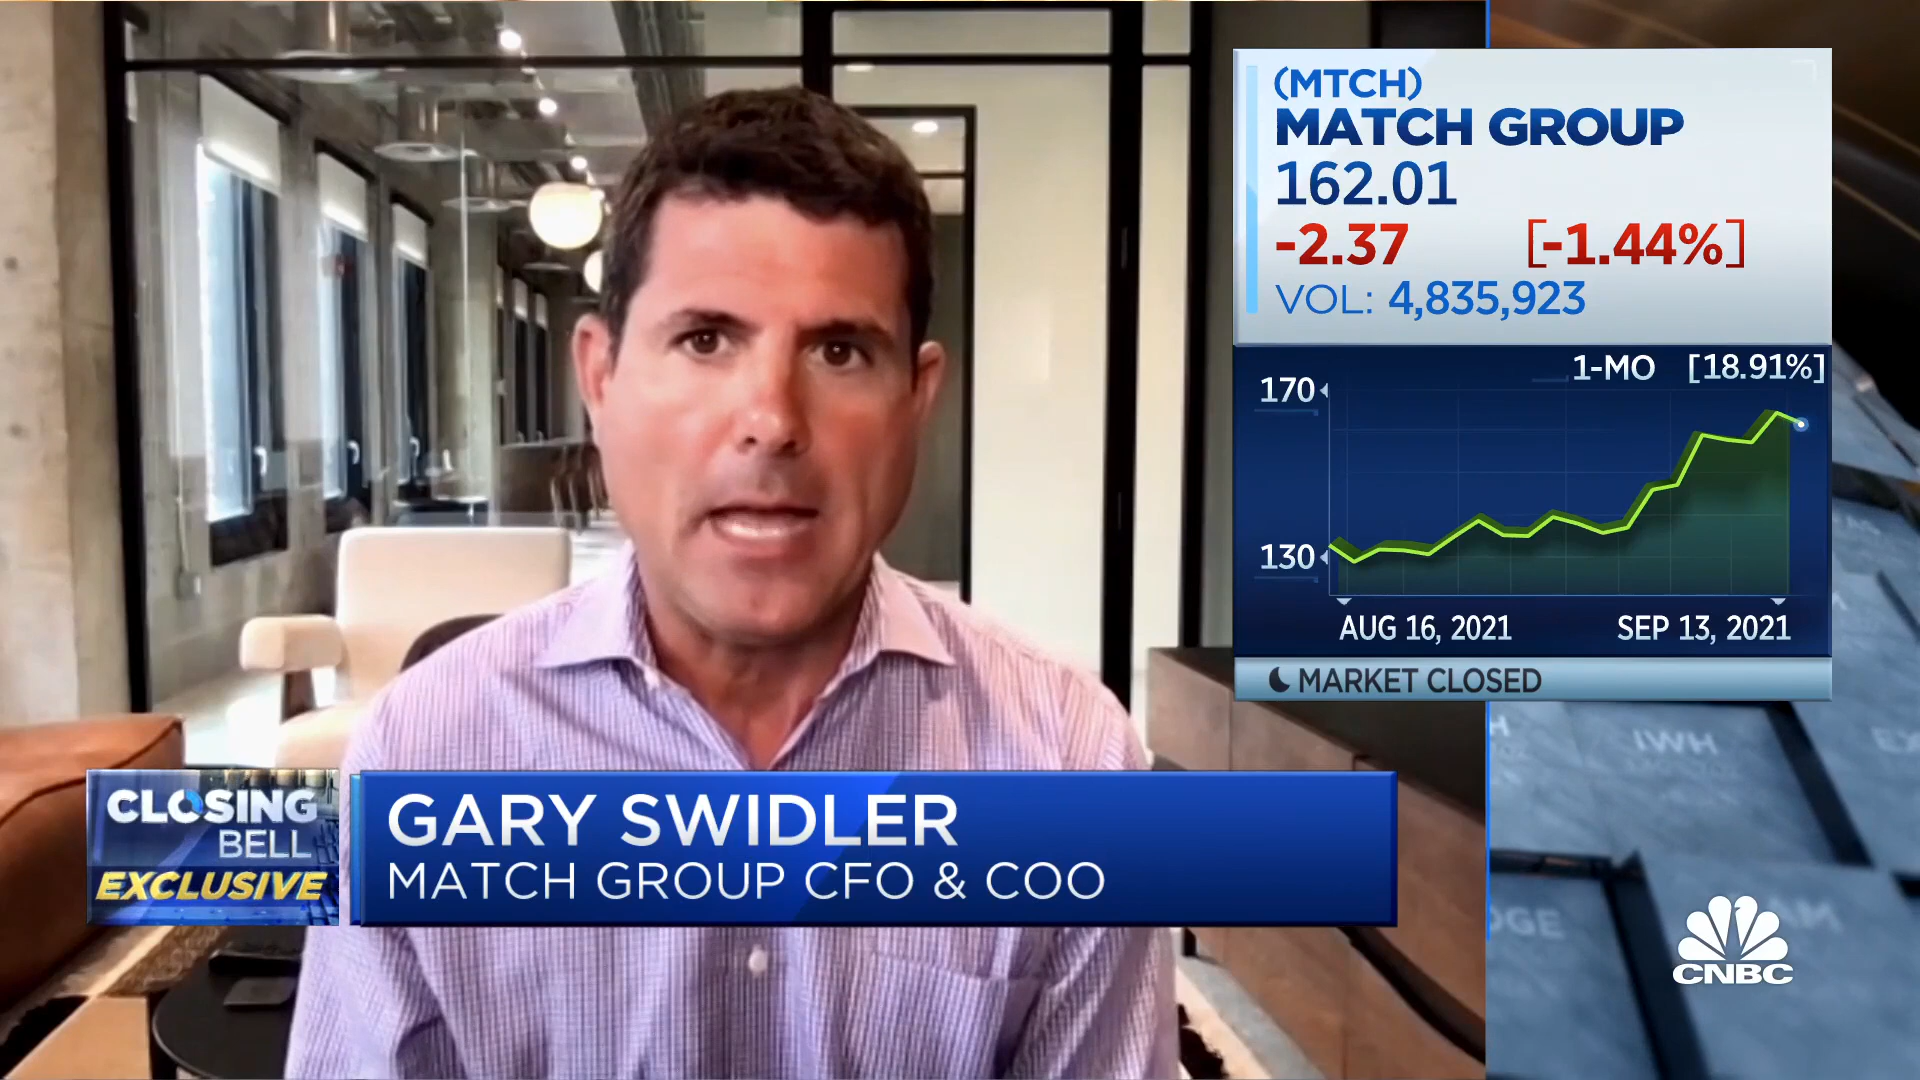 (MTCH)
MATCH GROUP
162.01
-2.37 [-1.44%]
VOL: 4,835,923
1-MO [18.91%]
170
130
AUG 16, 2021 SEP 13, 2021
MARKET CLOSED
CLOSING
BELL
EXCLUSIVE
GARY SWIDLER
MATCH GROUP CFO & COO
IWH
CNBC